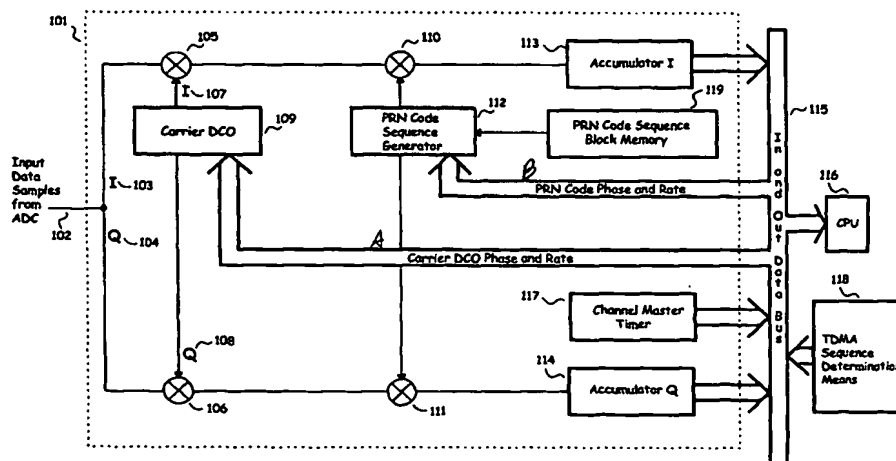 101
105
110
113
Accumulator I
119
115
I
107
112
Carrier DCO
109
PRN Code
Sequence
Generator
PRN Code Sequence
Block Memory
Input
Data
Samples
from
ADC
I
103
B
PRN Code Phase and Rate
116
CPU
102
Q
104
A
Carrier DCO Phase and Rate
In and Out Data Bus
117
Channel Master
Timer
118
TDMA
Sequence
Determination
Means
Q
108
114
Accumulator Q
106
111